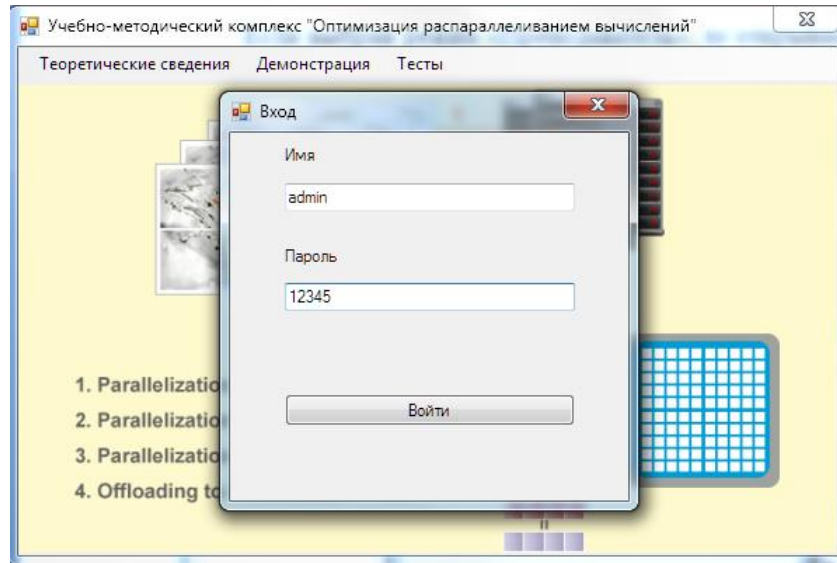 Учебно-методический комплекс "Оптимизация распараллеливанием вычислений"
Теоретические сведения Демонстрация Тесты
Вход
Имя
admin
Пароль
12345
Войти
1. Parallelizatio
2. Parallelizatio
3. Parallelizatio
4. Offloading to